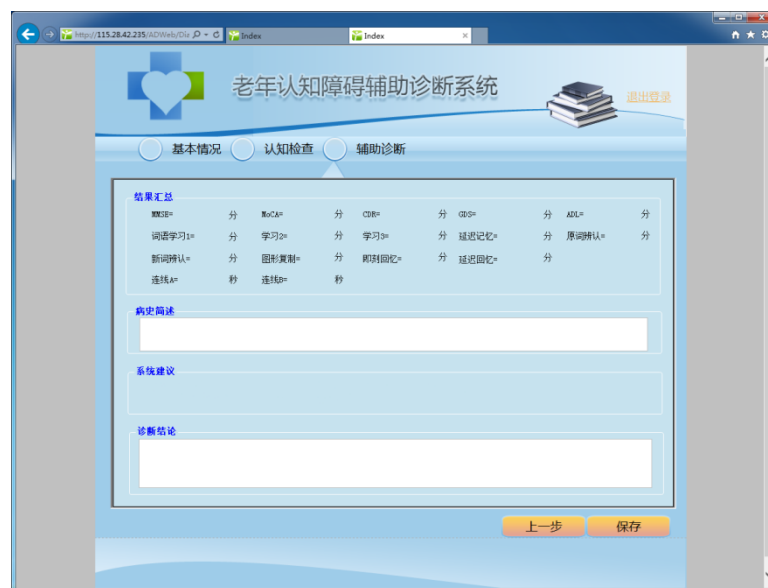 http://115.28.42.235/ADWeb/Dia
Index
Index
老年认知障碍辅助诊断系统
退出登录
基本情况 认知检查 辅助诊断
结果汇总
MMSE= 分 MoCA= 分 CDR= 分 GDS= 分 ADL= 分
词语学习1= 分 学习2= 分 学习3= 分 延迟记忆= 分 原词辨认= 分
新词辨认= 分 图形复制= 分 即刻回忆= 分 延迟回忆= 分
连线A= 秒 连线B= 秒
病史简述
系统建议
诊断结论
上一步 保存